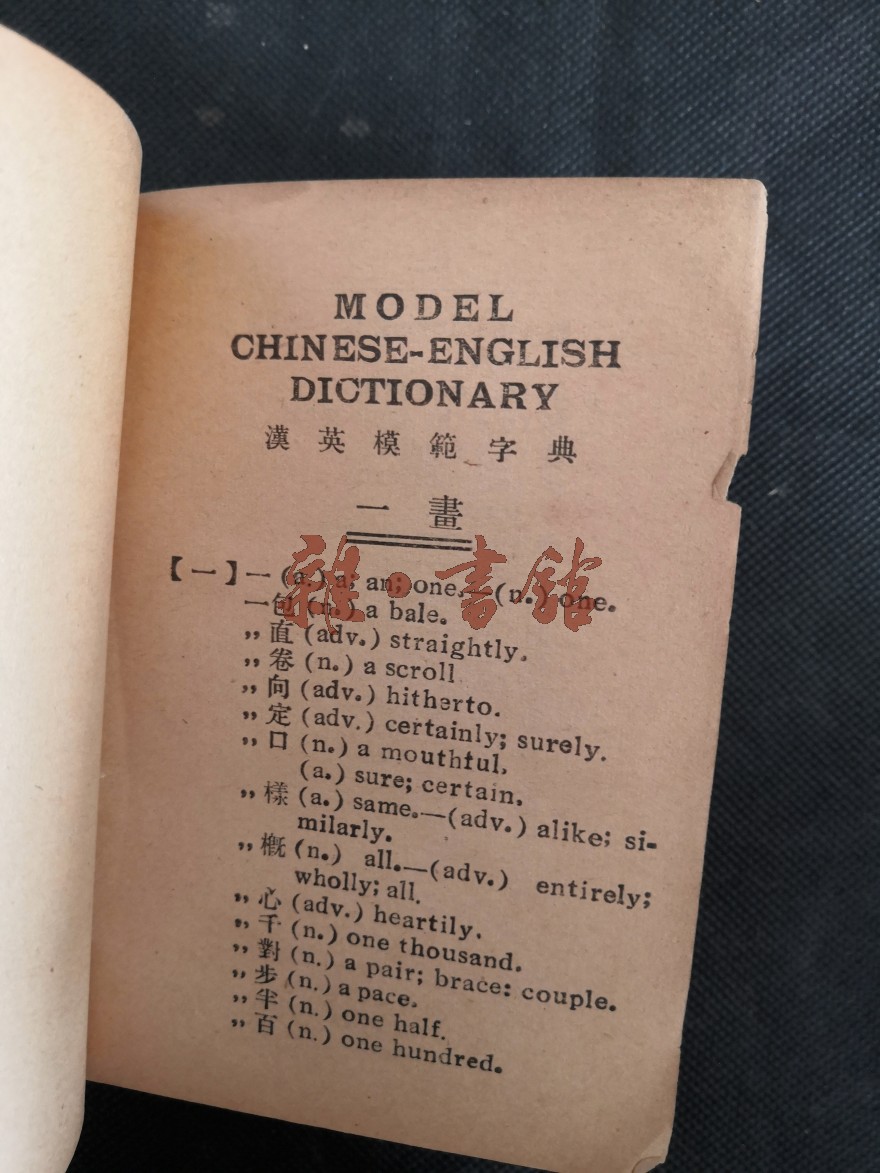 MODEL
CHINESE-ENGLISH
DICTIONARY
漢英模範字典
一畫
雜·書館
【一】一 (a.) a; an; one.—(n.) one.
一包 (n.) a bale.
„直 (adv.) straightly.
„卷 (n.) a scroll
„向 (adv.) hitherto.
„定 (adv.) certainly; surely.
„口 (n.) a mouthful.
(a.) sure; certain.
„樣 (a.) same.—(adv.) alike; si-
milarly.
„概 (n.) all.—(adv.) entirely;
wholly; all.
„心 (adv.) heartily.
„千 (n.) one thousand.
„對 (n.) a pair; brace: couple.
„步 (n.) a pace.
„半 (n.) one half.
„百 (n.) one hundred.